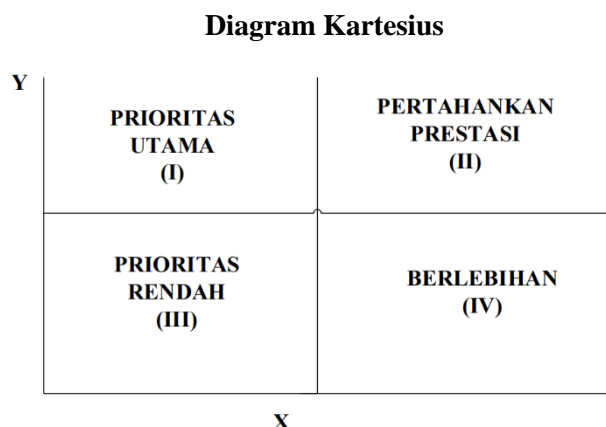 Diagram Kartesius
Y
PRIORITAS
UTAMA
(I)
PERTAHANKAN
PRESTASI
(II)
PRIORITAS
RENDAH
(III)
BERLEBIHAN
(IV)
X